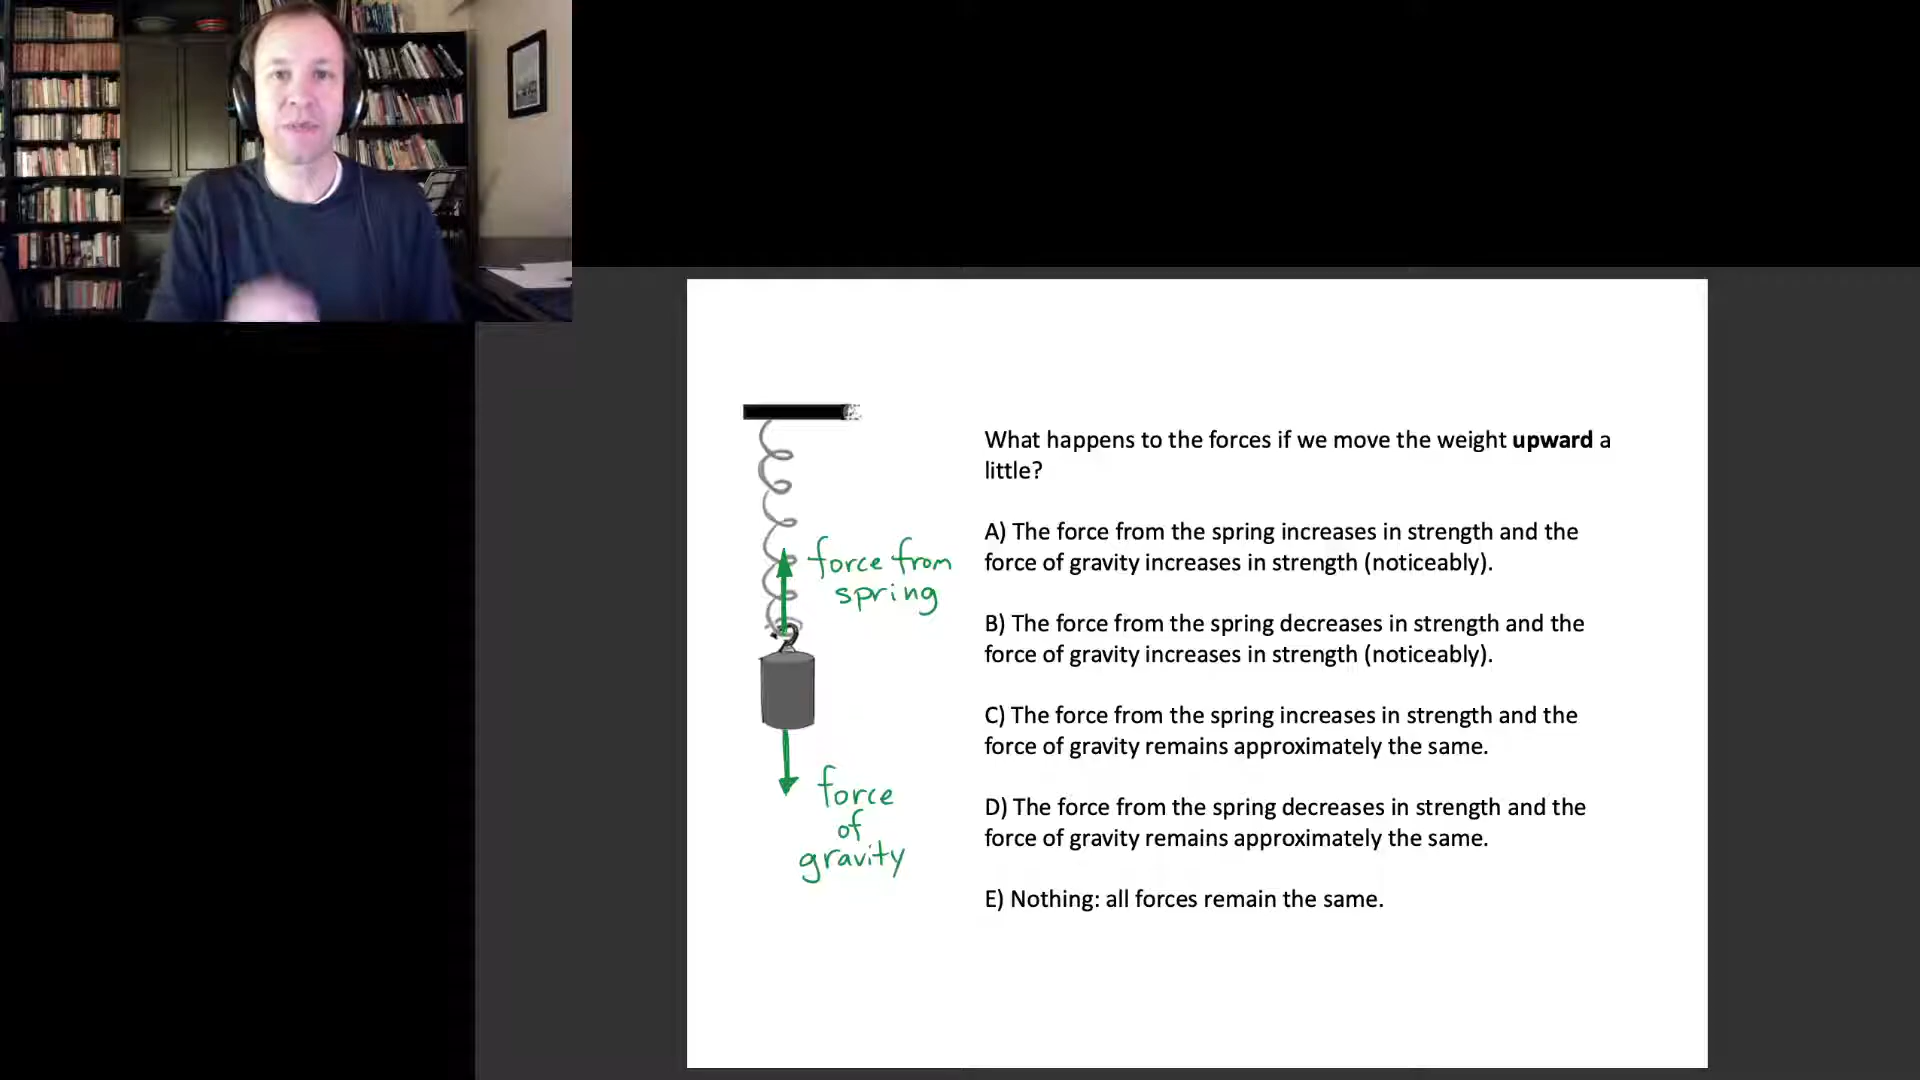 What happens to the forces if we move the weight upward a
little?
A) The force from the spring increases in strength and the
force of gravity increases in strength (noticeably).
B) The force from the spring decreases in strength and the
force of gravity increases in strength (noticeably).
C) The force from the spring increases in strength and the
force of gravity remains approximately the same.
D) The force from the spring decreases in strength and the
force of gravity remains approximately the same.
E) Nothing: all forces remain the same.
force from
spring
force
of
gravity